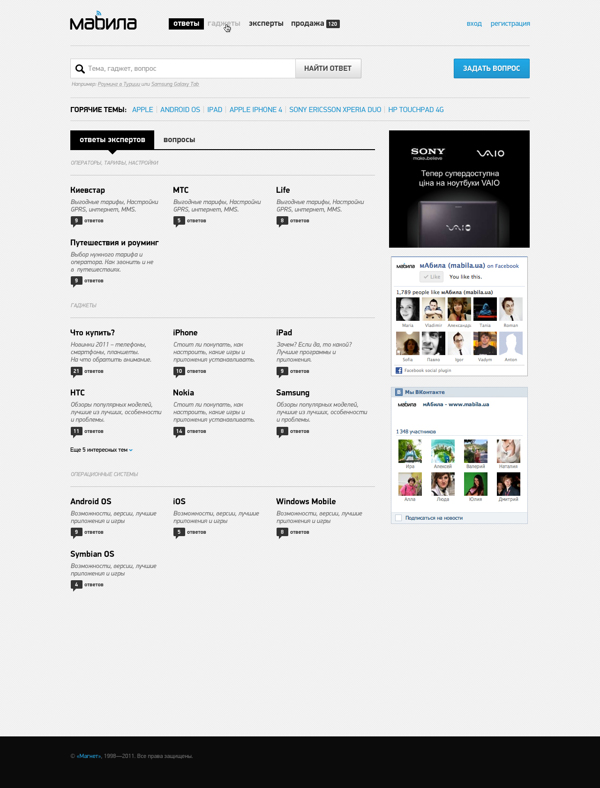 мабила
ответы гаджеты эксперты продажа 120
вход регистрация
Тема, гаджет, вопрос
НАЙТИ ОТВЕТ
ЗАДАТЬ ВОПРОС
Например: Роуминг в Турции или Samsung Galaxy Tab.
ГОРЯЧИЕ ТЕМЫ: APPLE ANDROID OS IPAD APPLE IPHONE 4 SONY ERICSSON XPERIA DUO HP TOUCHPAD 4G
ответы экспертов вопросы
ОПЕРАТОРЫ, ТАРИФЫ, НАСТРОЙКИ
Киевстар
Выгодные тарифы, Настройки
GPRS, интернет, MMS.
9 ответов
МТС
Выгодные тарифы, Настройки
GPRS, интернет, MMS.
5 ответов
Life
Выгодные тарифы, Настройки
GPRS, интернет, MMS.
8 ответов
Путешествия и роуминг
Выбор нужного тарифа и
оператора. Как звонить и не
в путешествиях.
9 ответов
ГАДЖЕТЫ
Что купить?
Новинки 2011 – телефоны,
смартфоны, планшеты.
На что обратить внимание.
21 ответов
iPhone
Стоит ли покупать, как
настроить, какие игры и
приложения устанавливать.
10 ответов
iPad
Зачем? Если да, то какой?
Лучшие программы и
приложения.
9 ответов
HTC
Обзоры популярных моделей,
лучшие из лучших, особенности
и проблемы.
11 ответов
Nokia
Стоит ли покупать, как
настроить, какие игры и
приложения устанавливать.
14 ответов
Samsung
Обзоры популярных моделей,
лучшие из лучших, особенности
и проблемы.
8 ответов
Еще 5 интересных тем
ОПЕРАЦИОННЫЕ СИСТЕМЫ
Android OS
Возможности, версии, лучшие
приложения и игры
9 ответов
iOS
Возможности, версии, лучшие
приложения и игры
5 ответов
Windows Mobile
Возможности, версии, лучшие
приложения и игры
8 ответов
Symbian OS
Возможности, версии, лучшие
приложения и игры
4 ответов
SONY
make.believe
VAIO
Тепер супердоступна
ціна на ноутбуки VAIO
VAIO
мабила
мАбила (mabila.ua) on Facebook
Like You like this.
1,789 people like мАбила (mabila.ua)
Maria Vladimir Александр Tania Roman
Sofia Павла Igor Vadim Anton
Facebook social plugin
В Мы ВКонтакте
мабила мАбила - www.mabila.ua
1 348 участников
Ира Алексей Валерий Наталия
Алла Люда Юлия Дмитрий
Подписаться на новости
© «Магнет», 1999—2011. Все права защищены.